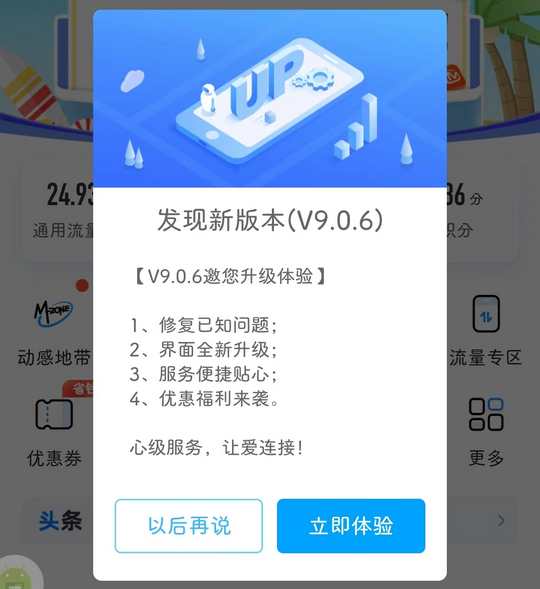 UP
TV
24.93
86 分
通用流量
积分
发现新版本(V9.0.6)
【V9.0.6邀您升级体验】
1、修复已知问题；
2、界面全新升级；
3、服务便捷贴心；
4、优惠福利来袭。
心级服务，让爱连接！
M-ZONE
动感地带
流量专区
省钱
优惠券
更多
头条
以后再说
立即体验